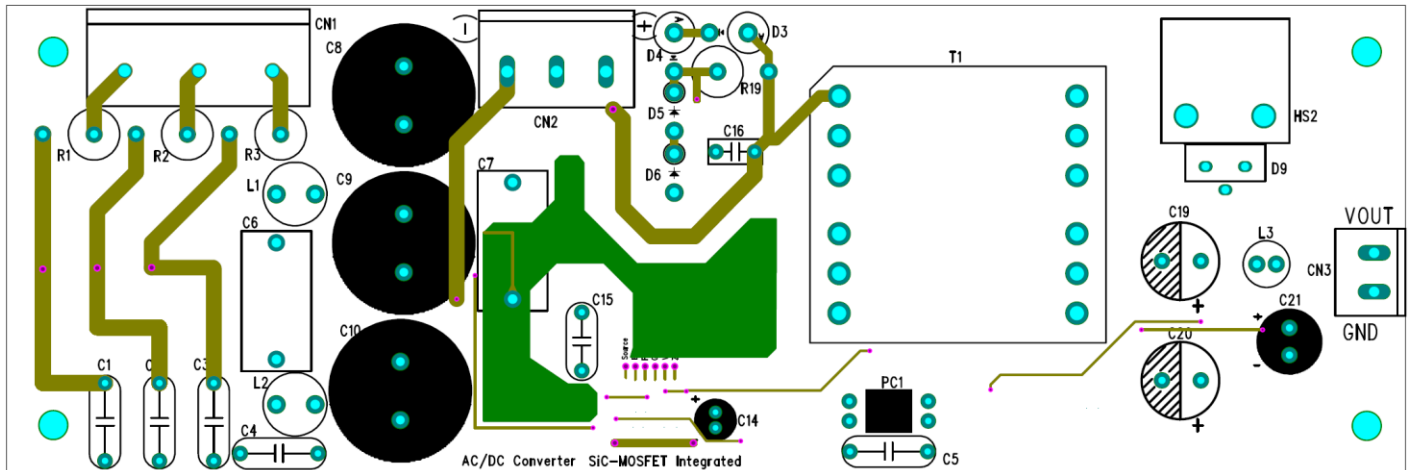 CN1
C8
D3
D4
T1
R19
D5
CN2
HS2
C16
R1
R2
R3
C7
D6
D9
L1
C9
C6
C19
VOUT
L3
CN3
C15
C21
C10
GND
C20
Source
C1
C3
L2
PC1
C14
C4
C5
AC/DC Converter SiC-MOSFET Integrated